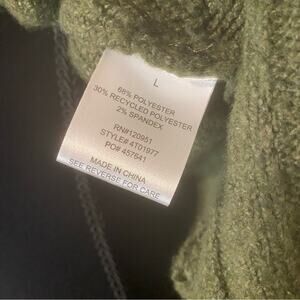 L
68% POLYESTER
30% RECYCLED POLYESTER
2% SPANDEX
RN#120951
STYLE# 4T01977
PO# 457641
MADE IN CHINA
SEE REVERSE FOR CARE